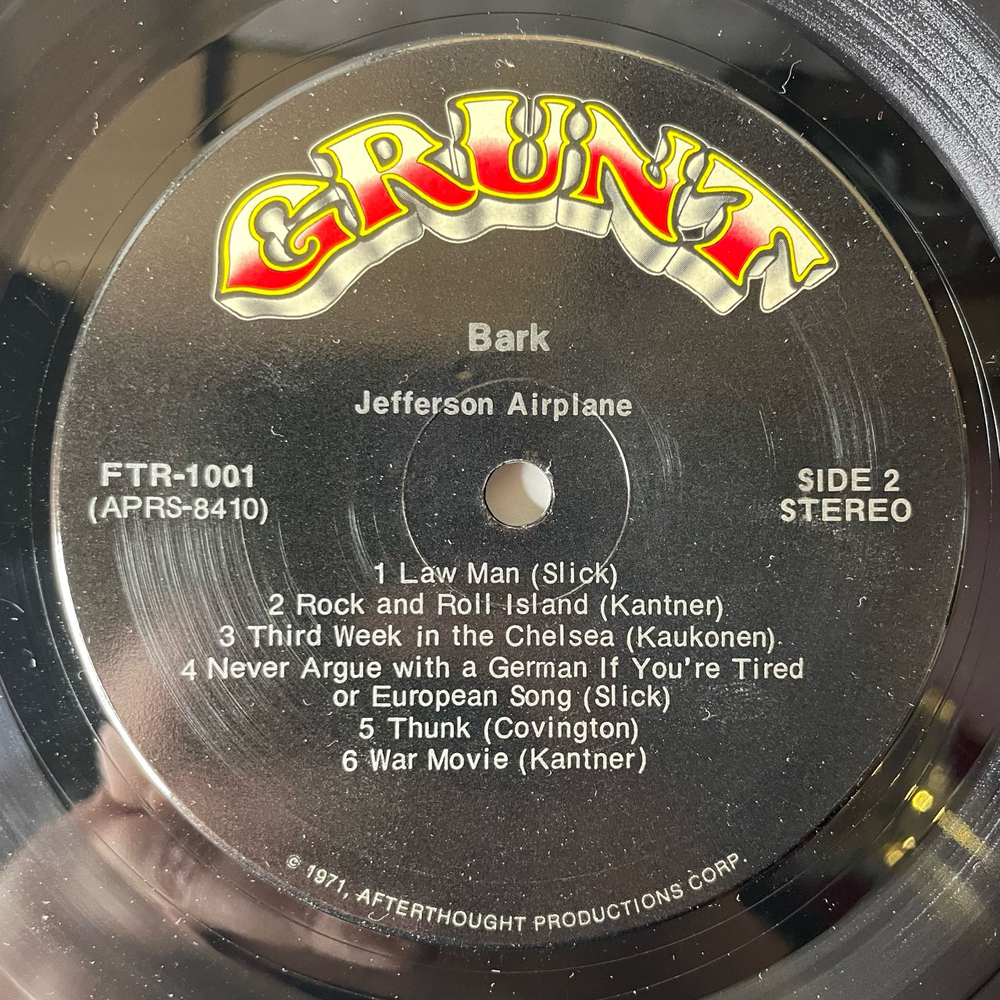 GRUNT
Bark
Jefferson Airplane
FTR-1001
(APRS-8410)
SIDE 2
STEREO
1 Law Man (Slick)
2 Rock and Roll Island (Kantner)
3 Third Week in the Chelsea (Kaukonen)
4 Never Argue with a German If You're Tired
or European Song (Slick)
5 Thunk (Covington)
6 War Movie (Kantner)
© 1971, AFTERTHOUGHT PRODUCTIONS CORP.